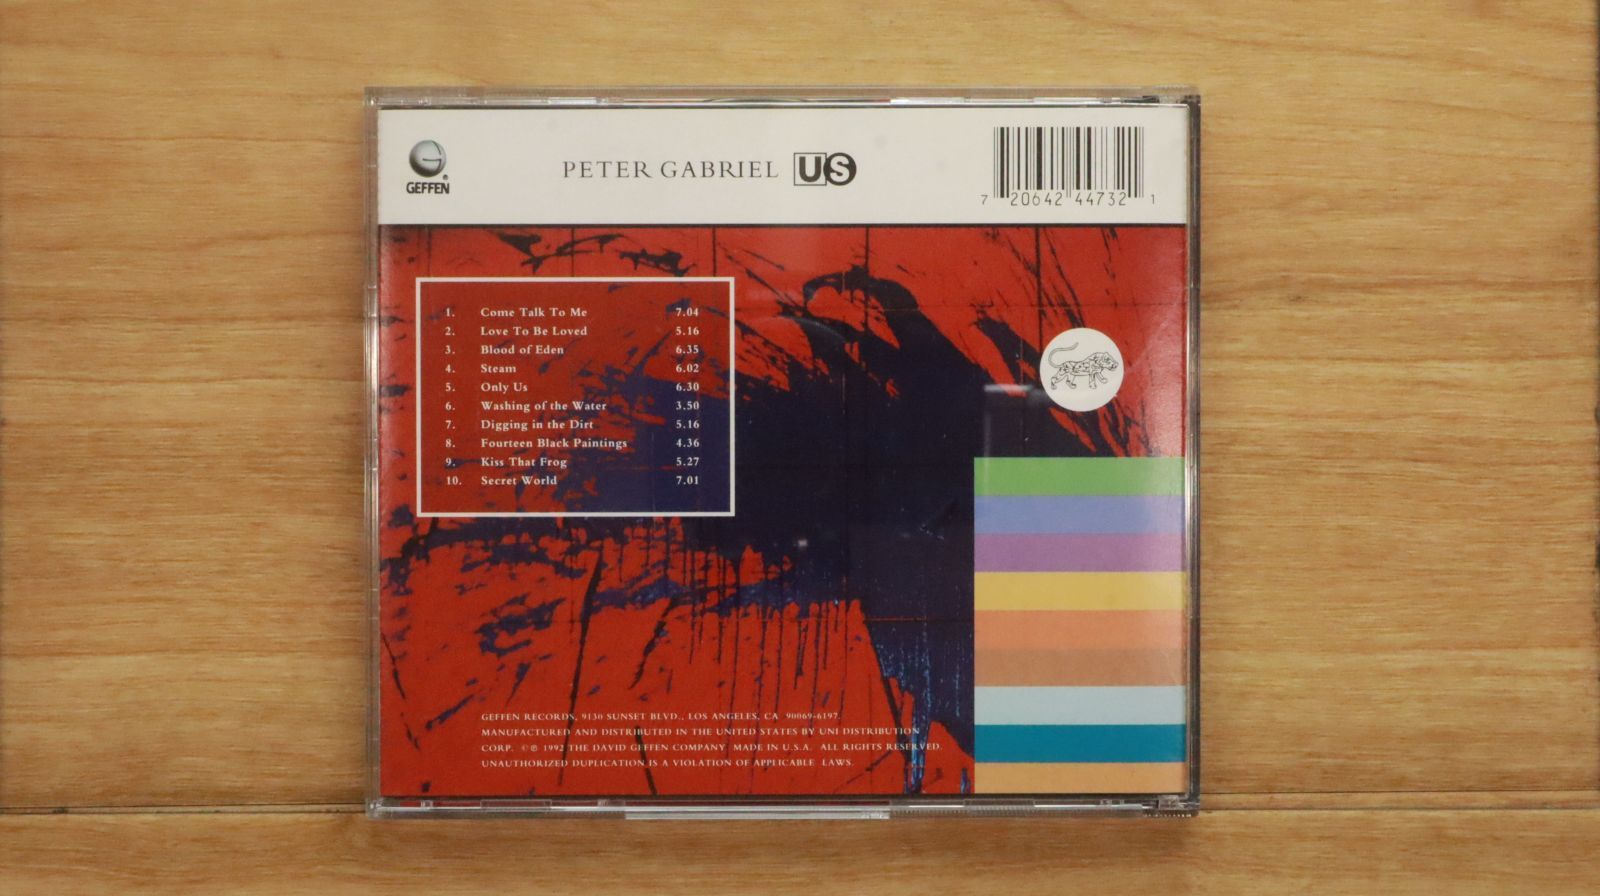 GEFFEN
PETER GABRIEL US
7 20642 44732 1
1. Come Talk To Me 7.04
2. Love To Be Loved 5.16
3. Blood of Eden 6.35
4. Steam 6.02
5. Only Us 6.30
6. Washing of the Water 3.50
7. Digging in the Dirt 5.16
8. Fourteen Black Paintings 4.36
9. Kiss That Frog 5.27
10. Secret World 7.01
GEFFEN RECORDS, 9130 SUNSET BLVD., LOS ANGELES, CA 90069-6197.
MANUFACTURED AND DISTRIBUTED IN THE UNITED STATES BY UNI DISTRIBUTION
CORP. © ℗ 1992 THE DAVID GEFFEN COMPANY MADE IN U.S.A. ALL RIGHTS RESERVED.
UNAUTHORIZED DUPLICATION IS A VIOLATION OF APPLICABLE LAWS.